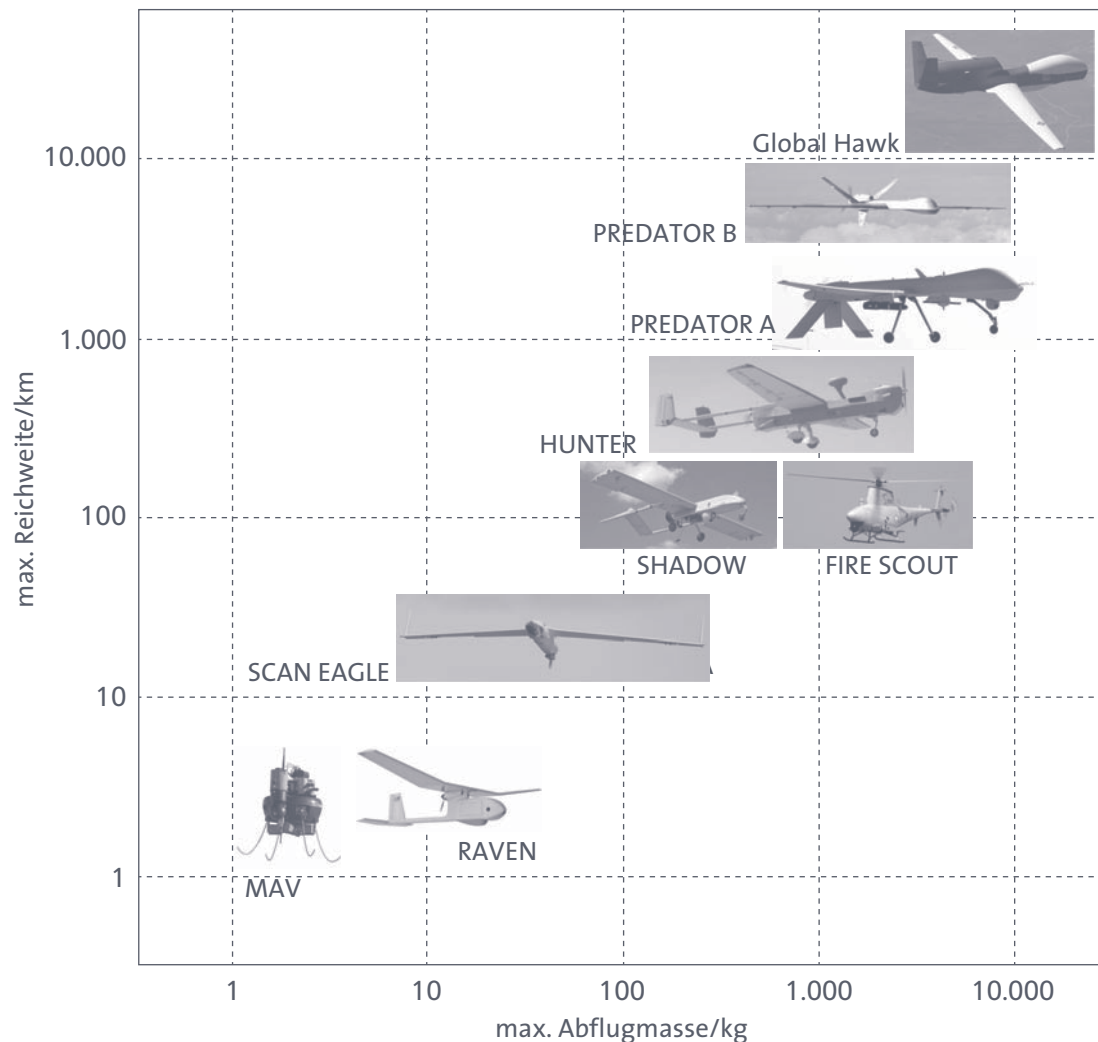 Global Hawk
10.000
PREDATOR B
PREDATOR A
1.000
HUNTER
100
SHADOW
FIRE SCOUT
SCAN EAGLE
10
RAVEN
1
MAV
max. Reichweite/km
1
10
100
1.000
10.000
max. Abflugmasse/kg